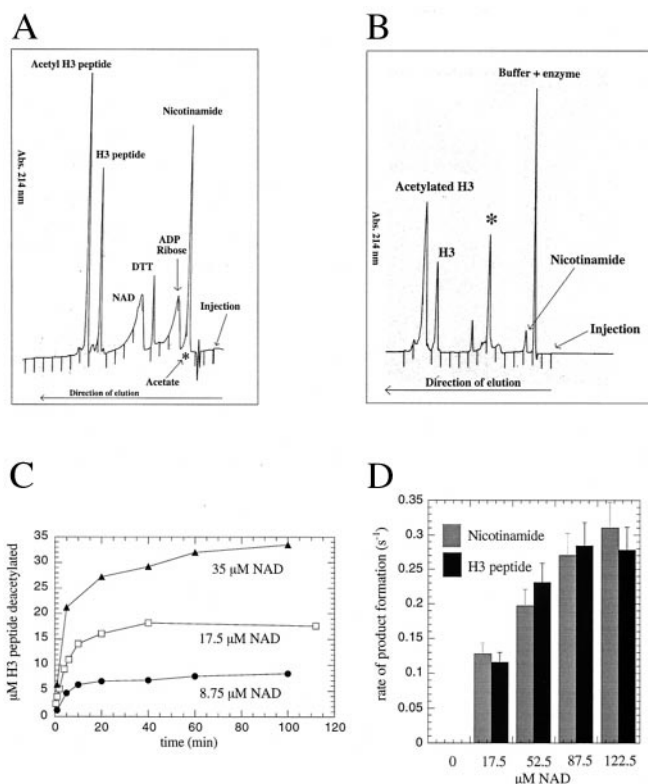 A
Acetyl H3 peptide
Nicotinamide
H3 peptide
Abs. 214 nm
ADP
Ribose
DTT
NAD
Injection
*
Acetate
Direction of elution
B
Buffer + enzyme
Acetylated H3
*
Abs. 214 nm
H3
Nicotinamide
Injection
Direction of elution
C
µM H3 peptide deacetylated
35
30
25
20
15
10
5
0
35 µM NAD
17.5 µM NAD
8.75 µM NAD
0 20 40 60 80 100 120
time (min)
D
rate of product formation (s⁻¹)
0.35
0.3
0.25
0.2
0.15
0.1
0.05
0
Nicotinamide
H3 peptide
0 17.5 52.5 87.5 122.5
µM NAD